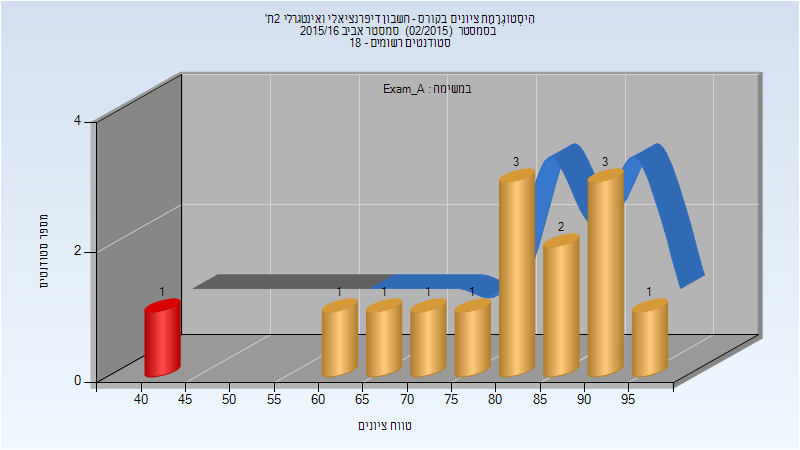 הִיסְטוֹגְרָמַת ציונים בקורס - חשבון דיפרנציאלי ואינטגרלי 2ת'
בסמסטר (02/2015) סמסטר אביב 2015/16
סטודנטים רשומים - 18
במשימה : Exam_A
4
2
0
מספר סטודנטים
1
1
1
1
1
3
2
3
1
40 45 50 55 60 65 70 75 80 85 90 95
טווח ציונים